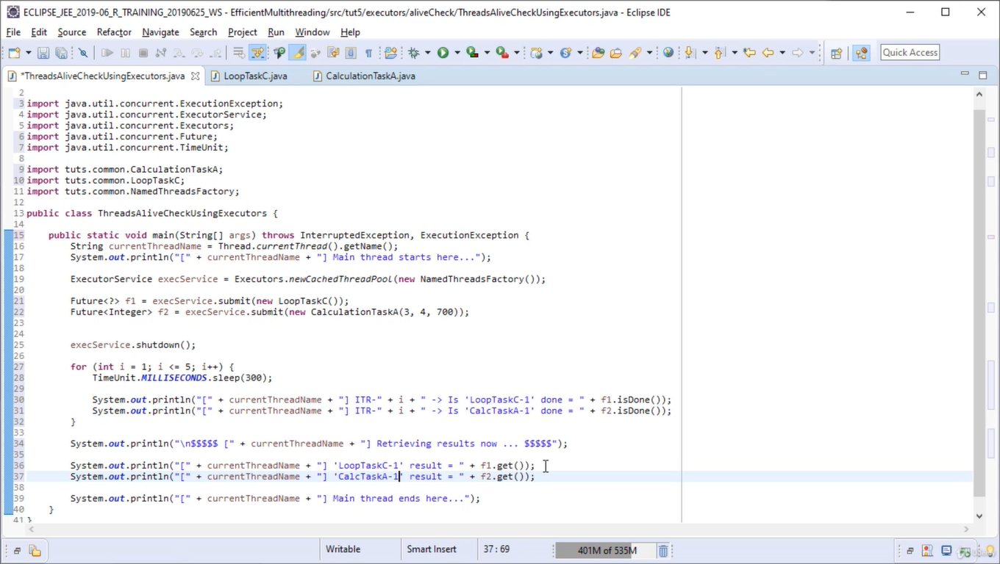 ECLIPSE_JEE_2019-06_R_TRAINING_20190625_WS - EfficientMultithreading/src/tut5/executors/aliveCheck/ThreadsAliveCheckUsingExecutors.java - Eclipse IDE
File Edit Source Refactor Navigate Search Project Run Window Help
Quick Access
*ThreadsAliveCheckUsingExecutors.java LoopTaskC.java CalculationTaskA.java
2
3 import java.util.concurrent.ExecutionException;
4 import java.util.concurrent.ExecutorService;
5 import java.util.concurrent.Executors;
6 import java.util.concurrent.Future;
7 import java.util.concurrent.TimeUnit;
8
9 import tuts.common.CalculationTaskA;
10 import tuts.common.LoopTaskC;
11 import tuts.common.NamedThreadsFactory;
12
13 public class ThreadsAliveCheckUsingExecutors {
14
15     public static void main(String[] args) throws InterruptedException, ExecutionException {
16         String currentThreadName = Thread.currentThread().getName();
17         System.out.println("[" + currentThreadName + "] Main thread starts here...");
18
19         ExecutorService execService = Executors.newCachedThreadPool(new NamedThreadsFactory());
20
21         Future<?> f1 = execService.submit(new LoopTaskC());
22         Future<Integer> f2 = execService.submit(new CalculationTaskA(3, 4, 700));
23
24
25         execService.shutdown();
26
27         for (int i = 1; i <= 5; i++) {
28             TimeUnit.MILLISECONDS.sleep(300);
29
30             System.out.println("[" + currentThreadName + "] ITR-" + i + " -> Is 'LoopTaskC-1' done = " + f1.isDone());
31             System.out.println("[" + currentThreadName + "] ITR-" + i + " -> Is 'CalcTaskA-1' done = " + f2.isDone());
32         }
33
34         System.out.println("\n$$$$$ [" + currentThreadName + "] Retrieving results now ... $$$$$");
35
36         System.out.println("[" + currentThreadName + "] 'LoopTaskC-1' result = " + f1.get());
37         System.out.println("[" + currentThreadName + "] 'CalcTaskA-1' result = " + f2.get());
38
39         System.out.println("[" + currentThreadName + "] Main thread ends here...");
40     }
41 }
Writable Smart Insert 37 : 69 401M of 535M